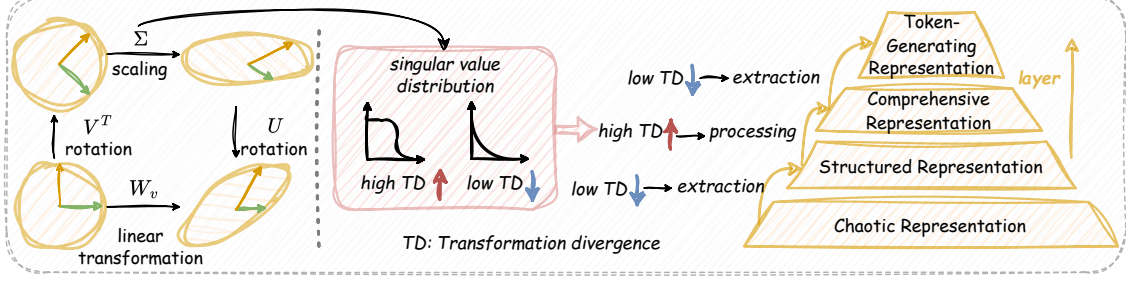 Σ
scaling
V^T
rotation
U
rotation
W_v
linear
transformation
singular value
distribution
high TD
low TD
TD: Transformation divergence
low TD
extraction
high TD
processing
low TD
extraction
Token-
Generating
Representation
Comprehensive
Representation
Structured Representation
Chaotic Representation
layer